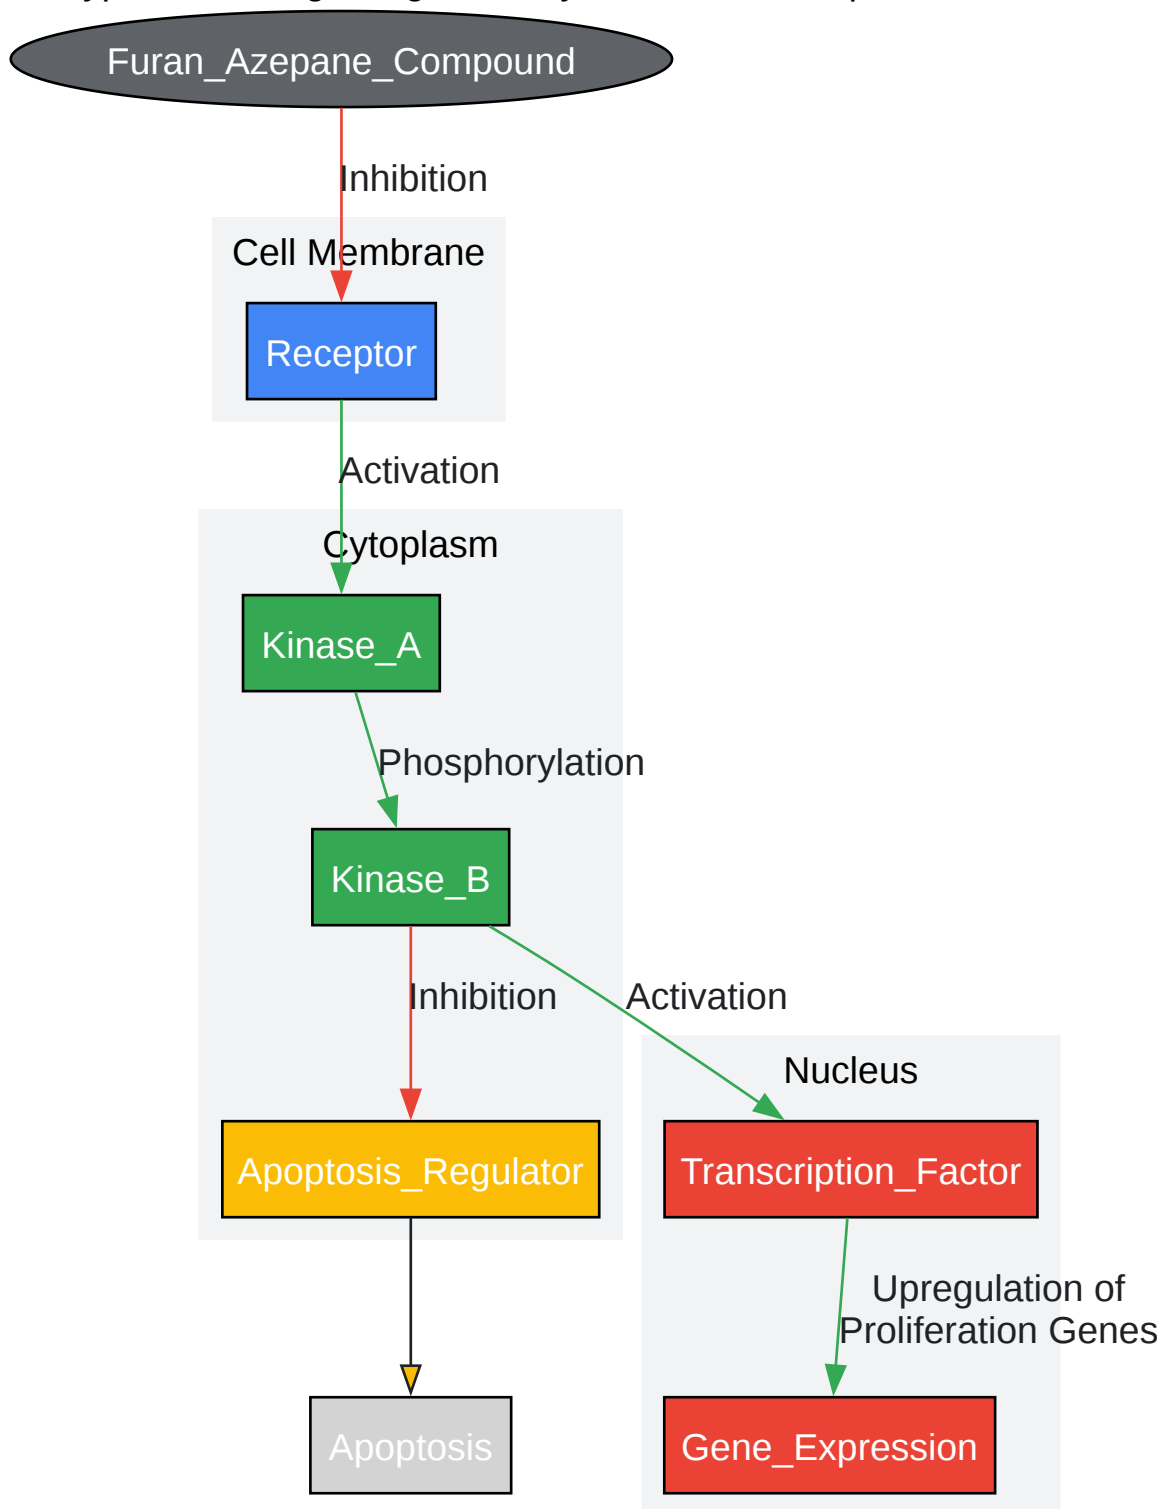 Furan_Azepane_Compound
Inhibition
Cell Membrane
Receptor
Activation
Cytoplasm
Kinase_A
Phosphorylation
Kinase_B
Inhibition
Activation
Nucleus
Apoptosis_Regulator
Transcription_Factor
Upregulation of
Proliferation Genes
Apoptosis
Gene_Expression